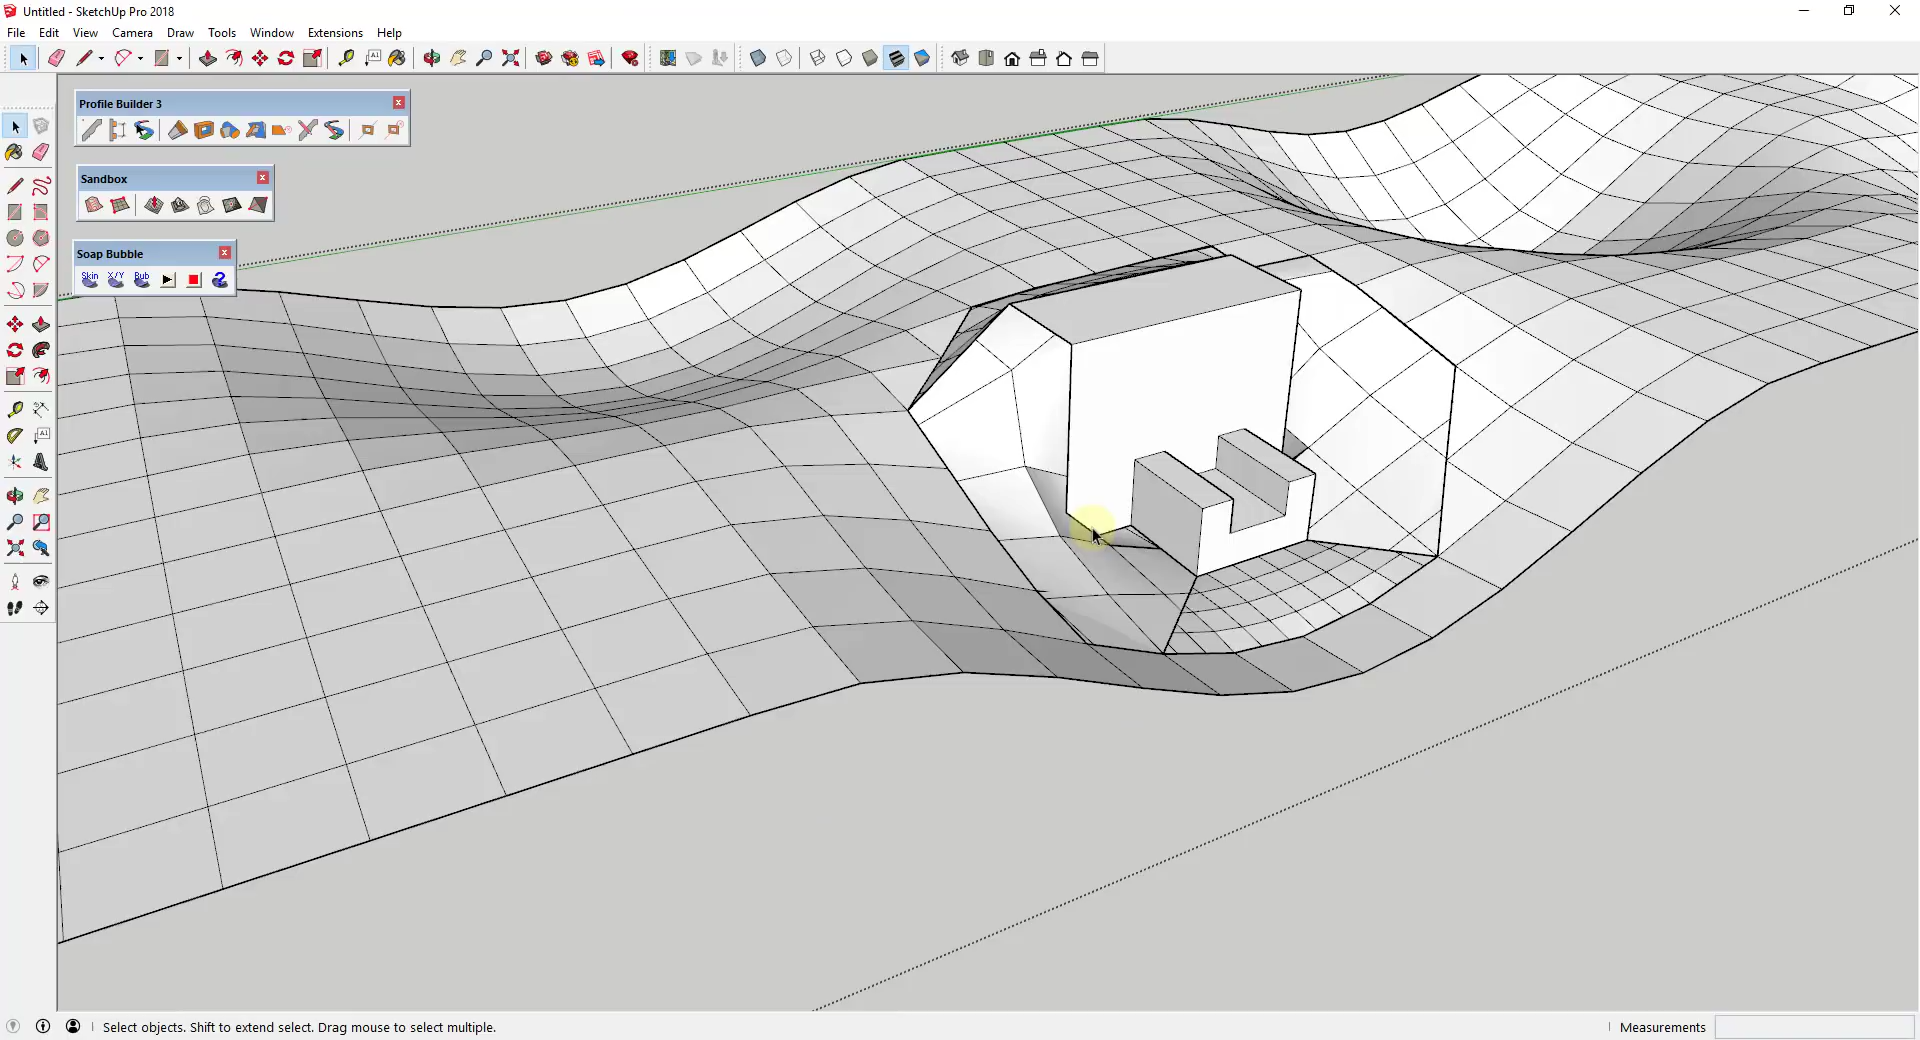 Untitled - SketchUp Pro 2018
File Edit View Camera Draw Tools Window Extensions Help
Profile Builder 3
Sandbox
Soap Bubble
Skin X/Y Bub
Select objects. Shift to extend select. Drag mouse to select multiple.
Measurements